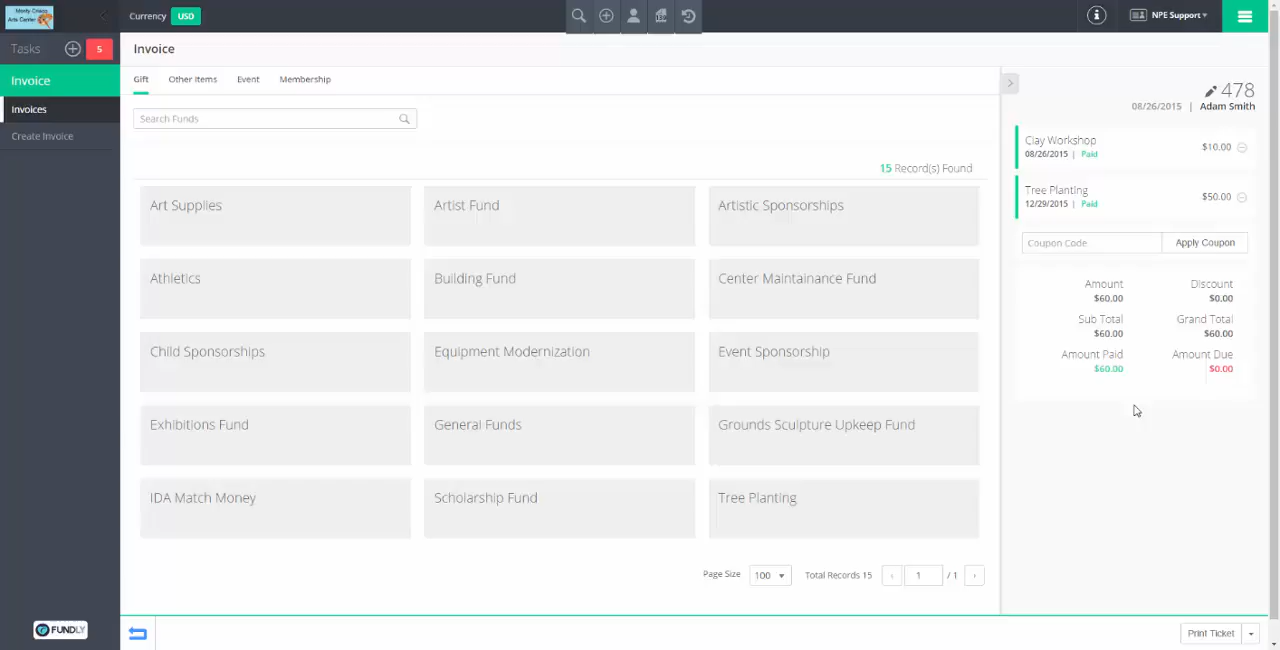 Monty Crisco
Arts Center
Currency USD
NPE Support
Tasks 5
Invoice
Invoices
Create Invoice
Invoice
Gift Other Items Event Membership
Search Funds
15 Record(s) Found
Art Supplies Artist Fund Artistic Sponsorships
Athletics Building Fund Center Maintainance Fund
Child Sponsorships Equipment Modernization Event Sponsorship
Exhibitions Fund General Funds Grounds Sculpture Upkeep Fund
IDA Match Money Scholarship Fund Tree Planting
Page Size 100 Total Records 15 ‹ 1 / 1 ›
478
08/26/2015 | Adam Smith
Clay Workshop $10.00
08/26/2015 | Paid
Tree Planting $50.00
12/29/2015 | Paid
Coupon Code Apply Coupon
Amount Discount
$60.00 $0.00
Sub Total Grand Total
$60.00 $60.00
Amount Paid Amount Due
$60.00 $0.00
FUNDLY
Print Ticket